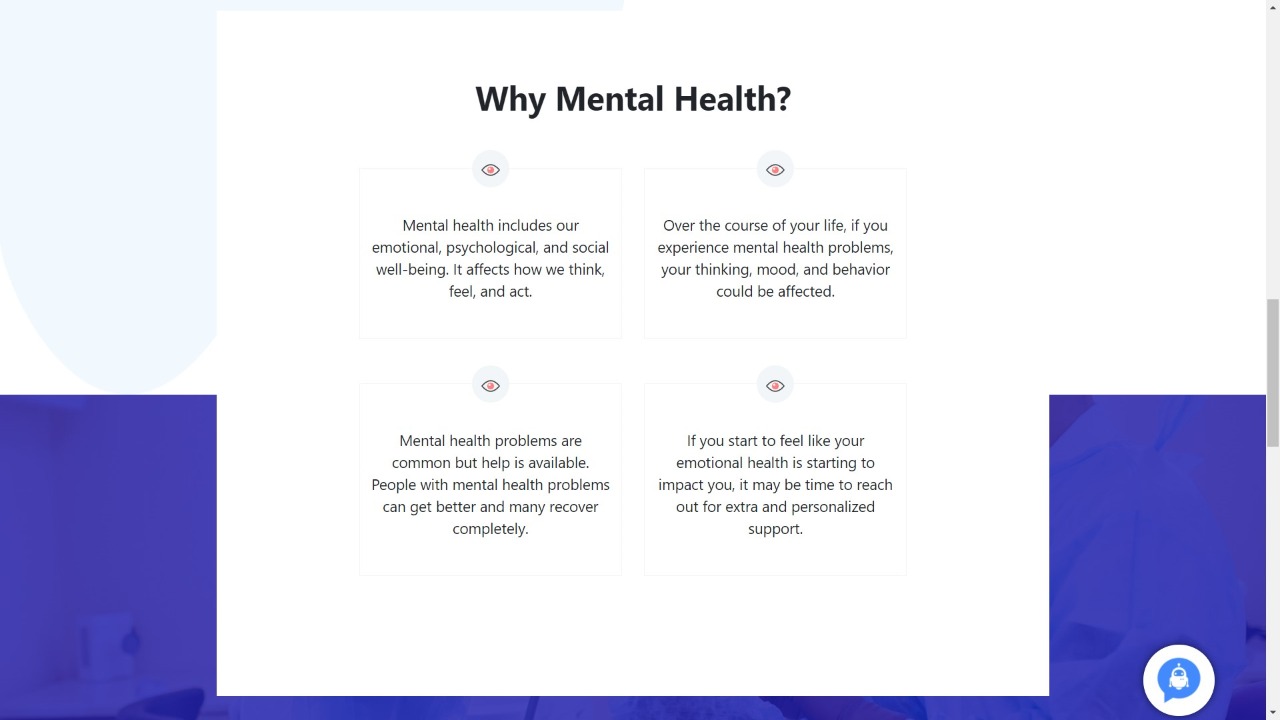 Why Mental Health?
Mental health includes our
emotional, psychological, and social
well-being. It affects how we think,
feel, and act.
Over the course of your life, if you
experience mental health problems,
your thinking, mood, and behavior
could be affected.
Mental health problems are
common but help is available.
People with mental health problems
can get better and many recover
completely.
If you start to feel like your
emotional health is starting to
impact you, it may be time to reach
out for extra and personalized
support.